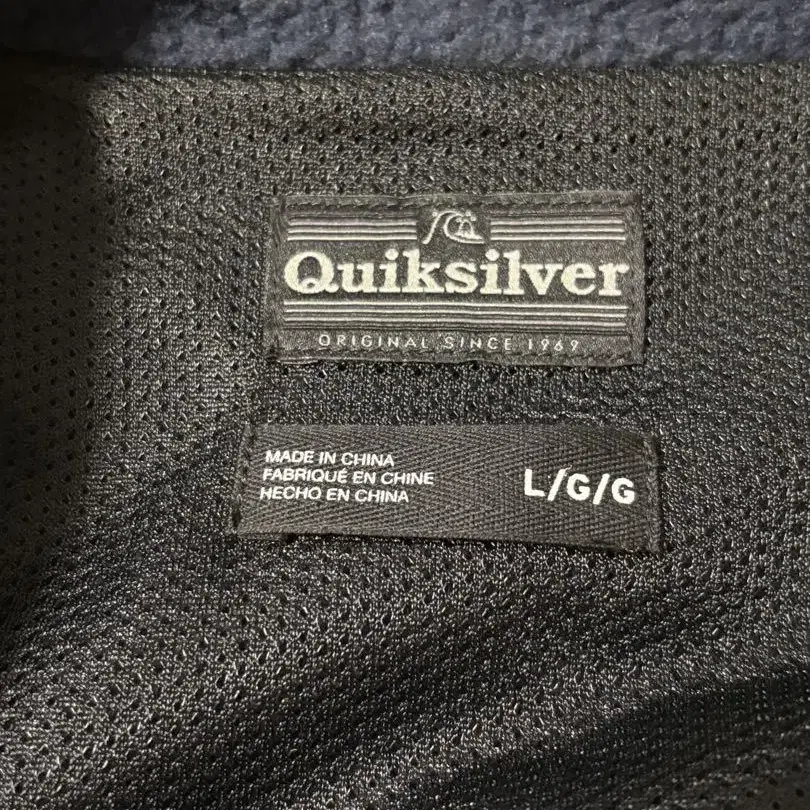 Quiksilver
ORIGINAL SINCE 1969
MADE IN CHINA
FABRIQUÉ EN CHINE
HECHO EN CHINA
L/G/G